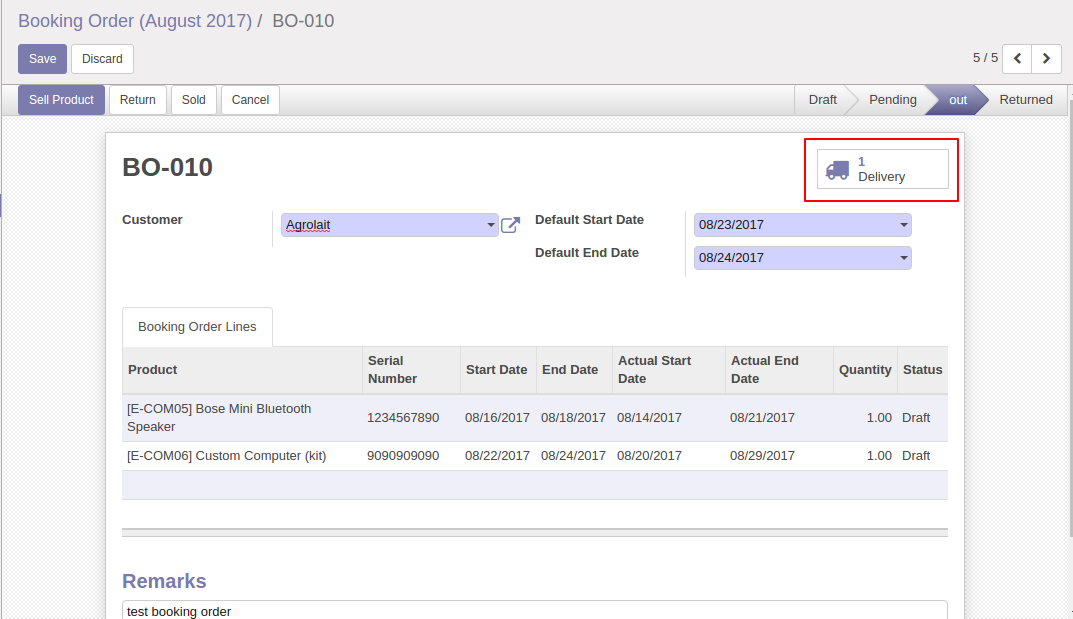 Booking Order (August 2017) / BO-010
Save Discard 5 / 5
Sell Product Return Sold Cancel Draft Pending out Returned
BO-010
1
Delivery
Customer Agrolait Default Start Date 08/23/2017
Default End Date 08/24/2017
Booking Order Lines
Product Serial Number Start Date End Date Actual Start Date Actual End Date Quantity Status
[E-COM05] Bose Mini Bluetooth Speaker 1234567890 08/16/2017 08/18/2017 08/14/2017 08/21/2017 1.00 Draft
[E-COM06] Custom Computer (kit) 9090909090 08/22/2017 08/24/2017 08/20/2017 08/29/2017 1.00 Draft
Remarks
test booking order